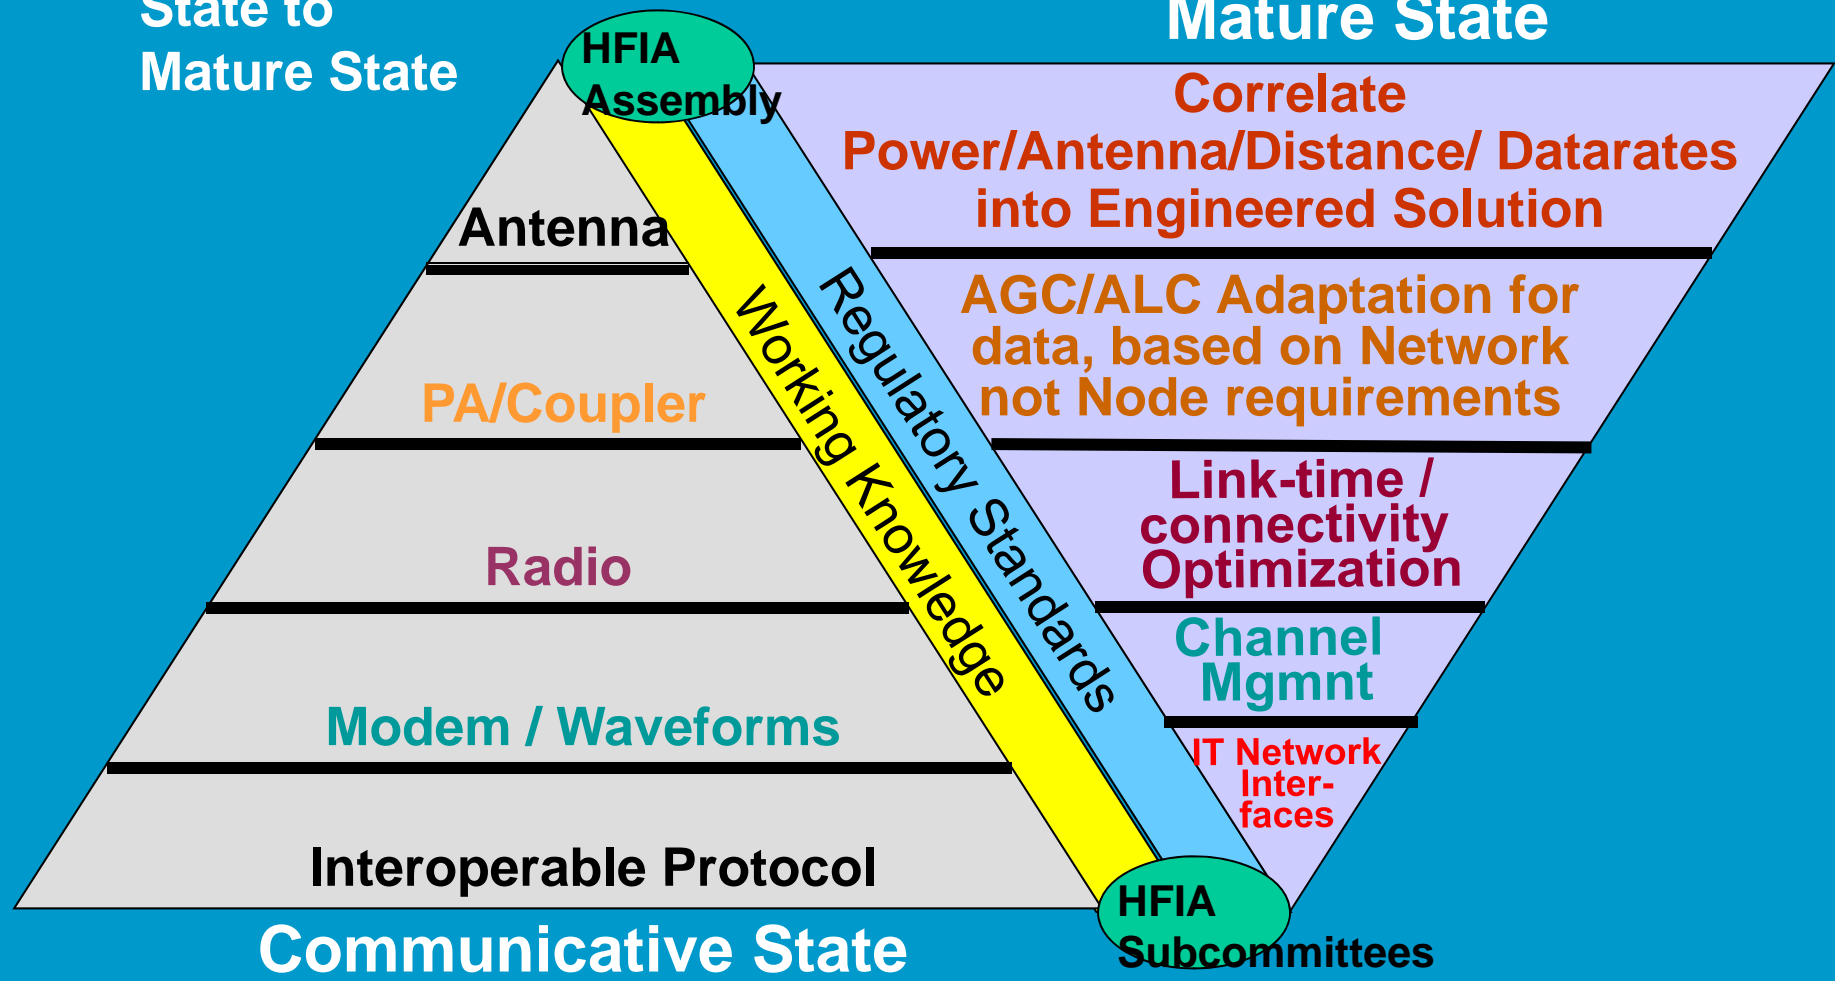 State to
Mature State
HFIA
Assembly
Mature State
Correlate
Power/Antenna/Distance/ Datarates
into Engineered Solution
Antenna
AGC/ALC Adaptation for
data, based on Network
not Node requirements
PA/Coupler
Working Knowledge
Regulatory Standards
Link-time /
connectivity
Optimization
Radio
Channel
Mgmnt
Modem / Waveforms
IT Network
Inter-
faces
Interoperable Protocol
HFIA
Subcommittees
Communicative State